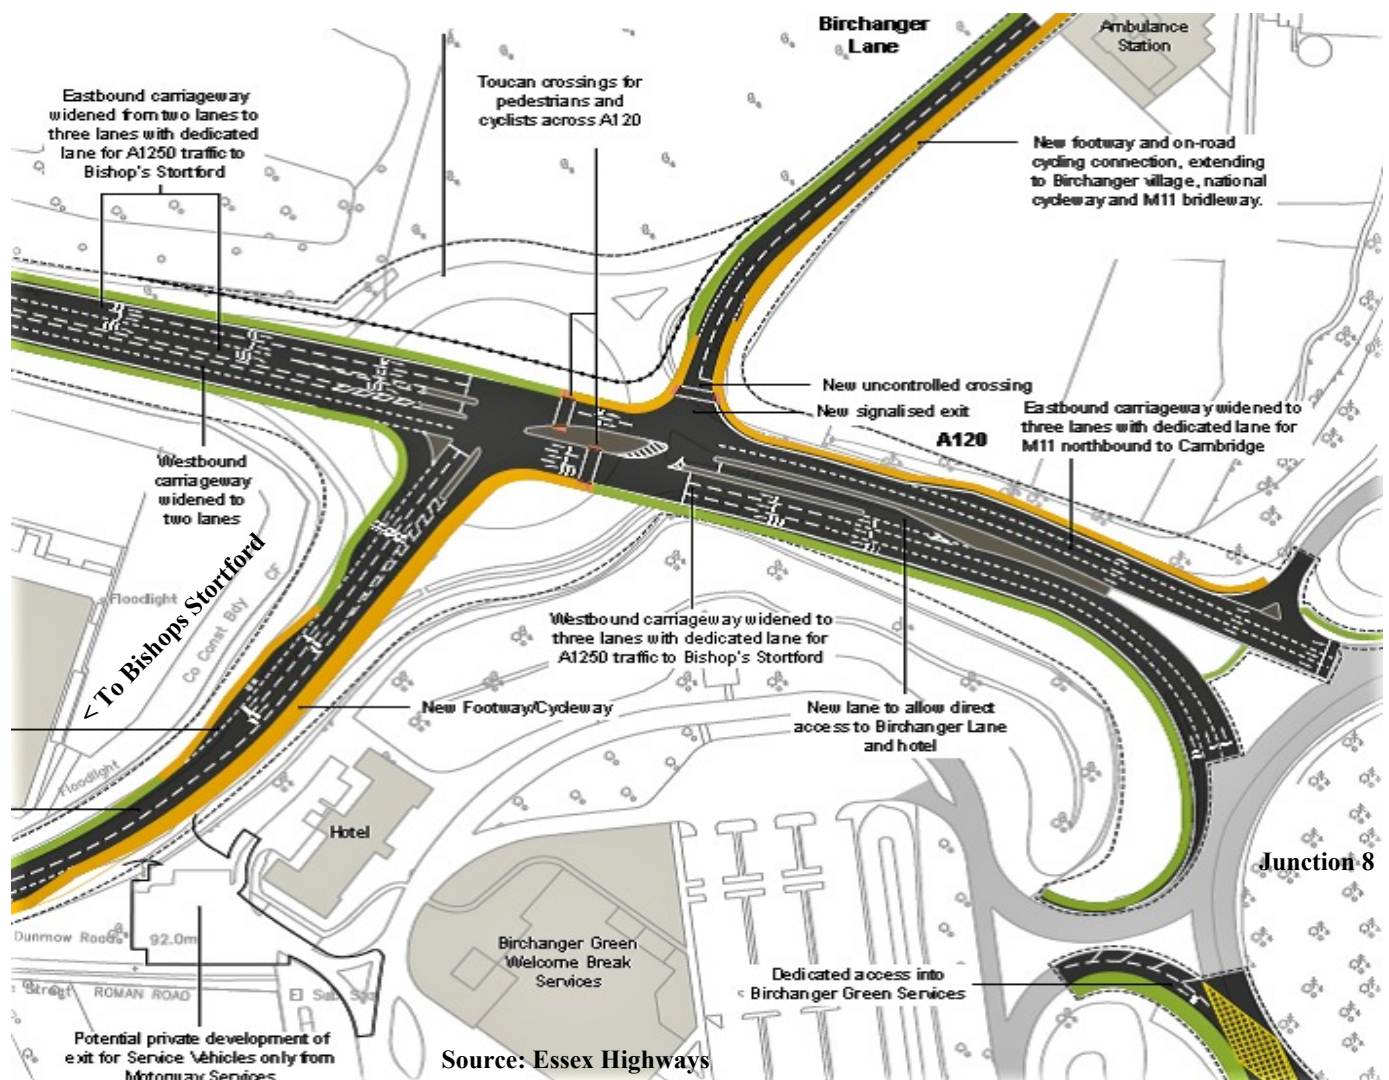 Birchanger
Lane
Ambulance
Station
Eastbound carriageway
widened from two lanes to
three lanes with dedicated
lane for A1250 traffic to
Bishop's Stortford
Toucan crossings for
pedestrians and
cyclists across A120
New footway and on-road
cycling connection, extending
to Birchanger village, national
cycleway and M11 bridleway.
New uncontrolled crossing
New signalised exit
A120
Eastbound carriageway widened to
three lanes with dedicated lane for
M11 northbound to Cambridge
Westbound
carriageway
widened to
two lanes
Floodlight
< To Bishops Stortford
Co Const Bdy
CF
Westbound carriageway widened to
three lanes with dedicated lane for
A1250 traffic to Bishop's Stortford
New Footway/Cycleway
New lane to allow direct
access to Birchanger Lane
and hotel
Floodlight
Hotel
Junction 8
Dunmow Road
92.0m
Birchanger Green
Welcome Break
Services
Dedicated access into
< Birchanger Green Services
Street
ROMAN ROAD
El Sub Sta
Potential private development of
exit for Service Vehicles only from
Motorway Services
Source: Essex Highways